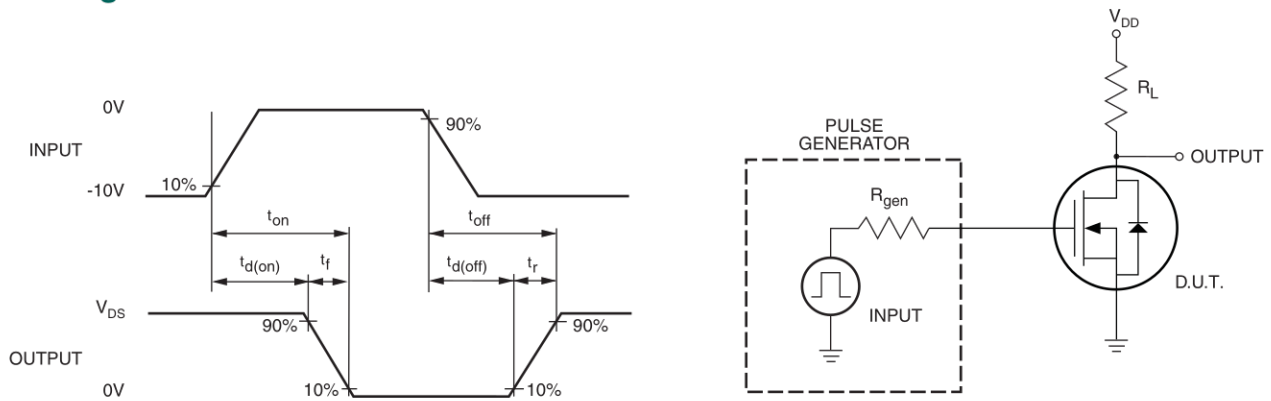 0V
INPUT
-10V
10%
90%
t_on
t_off
t_d(on)
t_f
t_d(off)
t_r
V_DS
90%
90%
OUTPUT
0V
10%
10%
V_DD
R_L
PULSE
GENERATOR
OUTPUT
R_gen
INPUT
D.U.T.